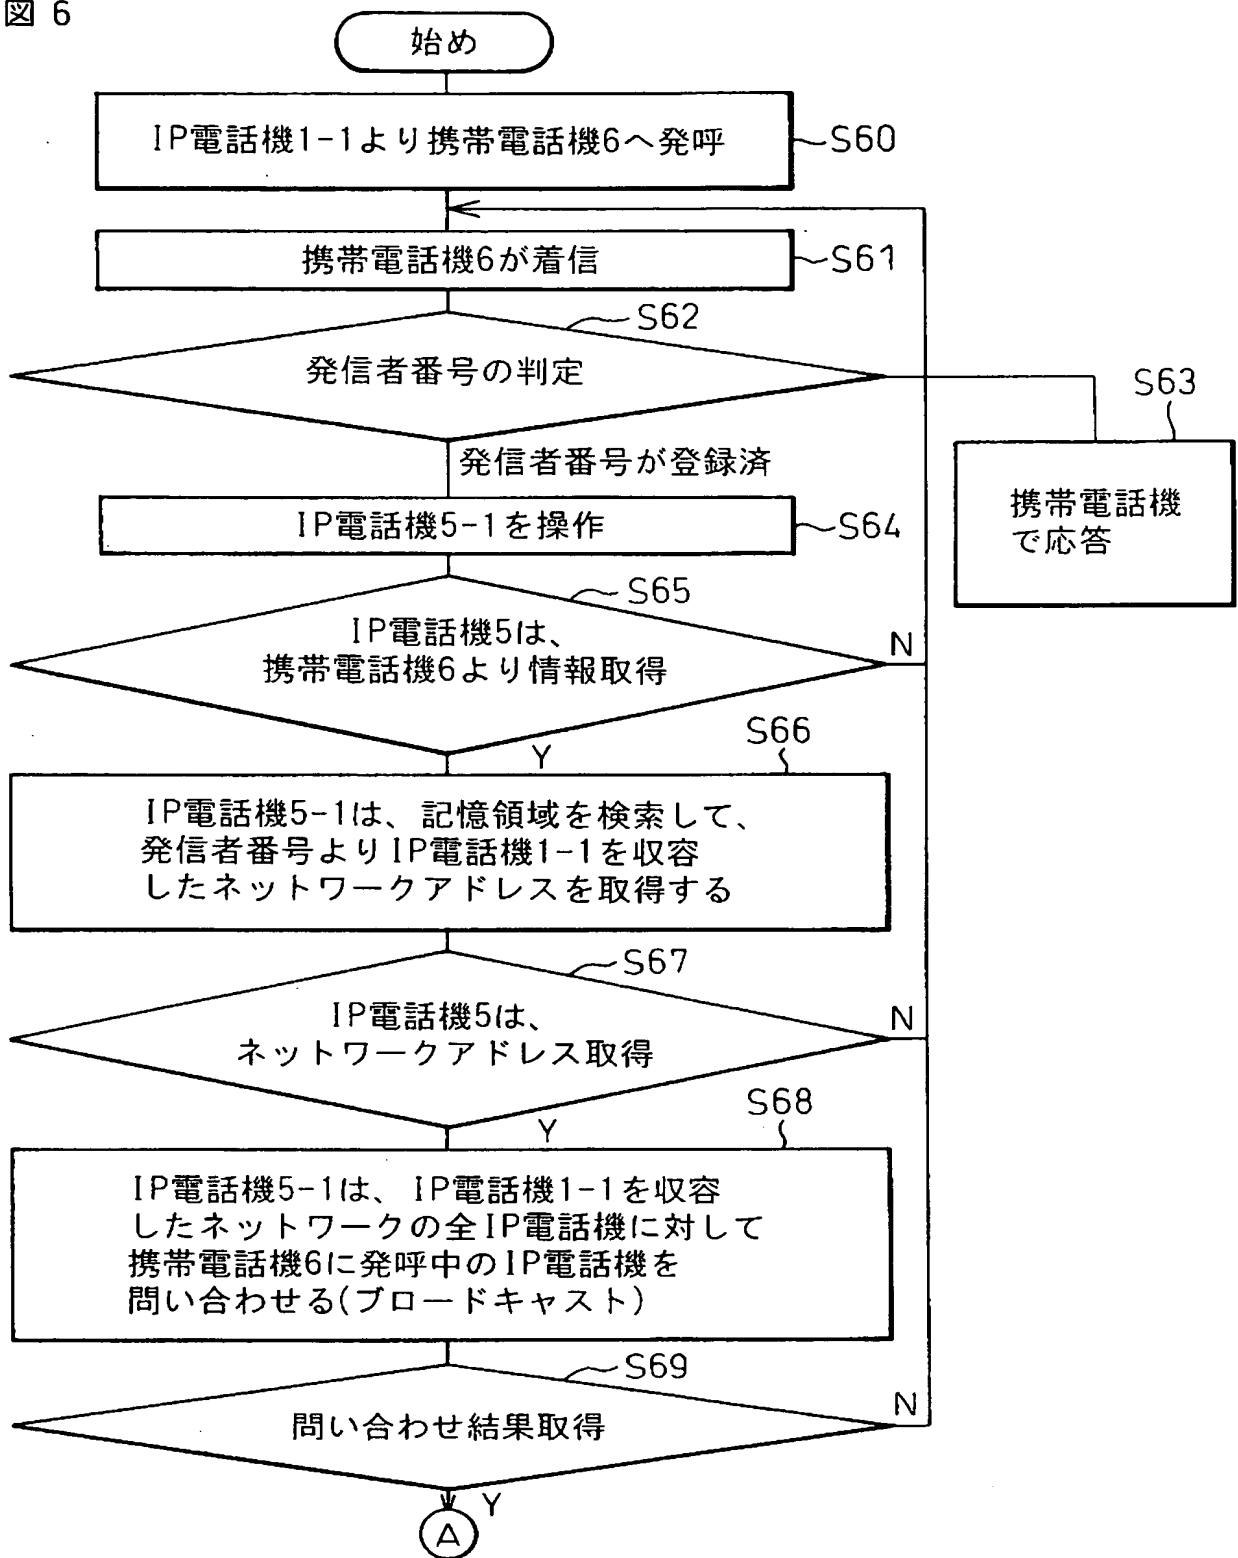 図 6
始め
IP電話機1-1より携帯電話機6へ発呼
S60
携帯電話機6が着信
S61
S62
発信者番号の判定
S63
携帯電話機
で応答
発信者番号が登録済
IP電話機5-1を操作
S64
S65
IP電話機5は、
携帯電話機6より情報取得
N
Y
S66
IP電話機5-1は、記憶領域を検索して、
発信者番号よりIP電話機1-1を収容
したネットワークアドレスを取得する
S67
IP電話機5は、
ネットワークアドレス取得
N
Y
S68
IP電話機5-1は、IP電話機1-1を収容
したネットワークの全IP電話機に対して
携帯電話機6に発呼中のIP電話機を
問い合わせる(ブロードキャスト)
S69
問い合わせ結果取得
N
Y
A